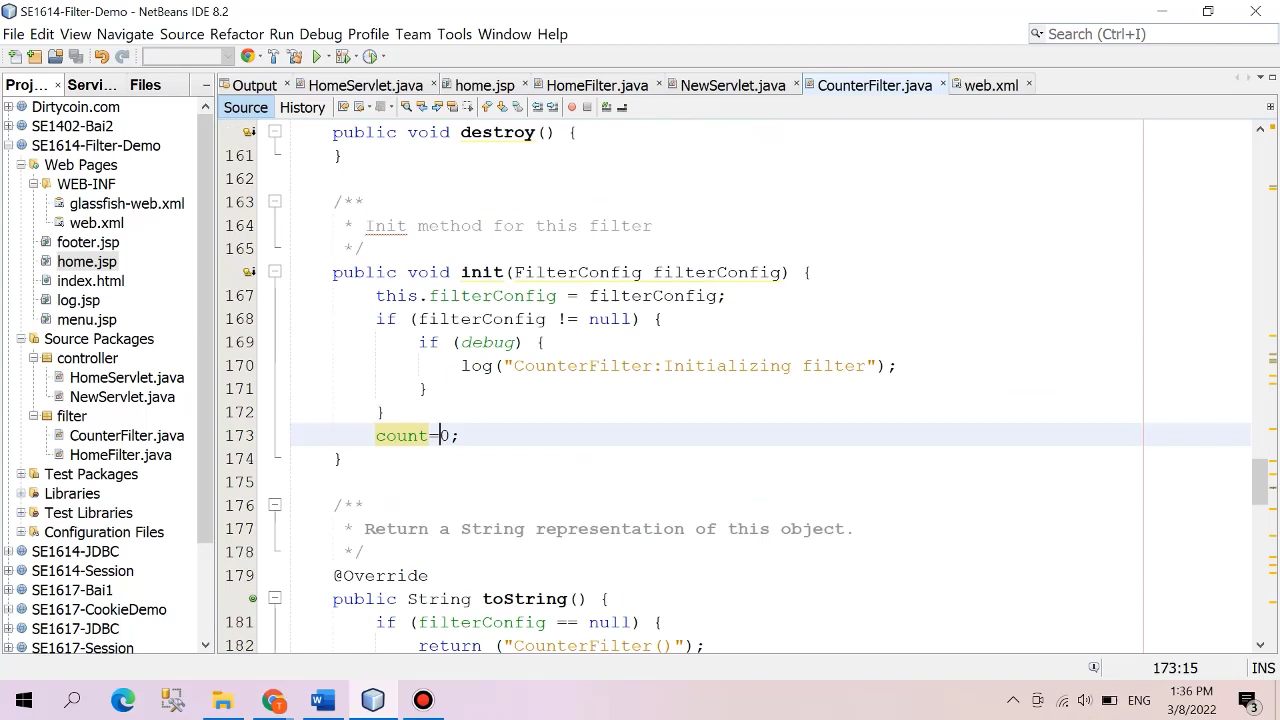 SE1614-Filter-Demo - NetBeans IDE 8.2
File Edit View Navigate Source Refactor Run Debug Profile Team Tools Window Help
Search (Ctrl+I)
Proj... Servi... Files
Output HomeServlet.java home.jsp HomeFilter.java NewServlet.java CounterFilter.java web.xml
Source History
Dirtycoin.com
SE1402-Bai2
SE1614-Filter-Demo
Web Pages
WEB-INF
glassfish-web.xml
web.xml
footer.jsp
home.jsp
index.html
log.jsp
menu.jsp
Source Packages
controller
HomeServlet.java
NewServlet.java
filter
CounterFilter.java
HomeFilter.java
Test Packages
Libraries
Test Libraries
Configuration Files
SE1614-JDBC
SE1614-Session
SE1617-Bai1
SE1617-CookieDemo
SE1617-JDBC
SE1617-Session
public void destroy() {
161 }
162
163 /**
164 * Init method for this filter
165 */
public void init(FilterConfig filterConfig) {
167 this.filterConfig = filterConfig;
168 if (filterConfig != null) {
169 if (debug) {
170 log("CounterFilter:Initializing filter");
171 }
172 }
173 count=0;
174 }
175
176 /**
177 * Return a String representation of this object.
178 */
179 @Override
public String toString() {
181 if (filterConfig == null) {
182 return ("CounterFilter()");
173:15 INS
ENG
1:36 PM
3/8/2022
3